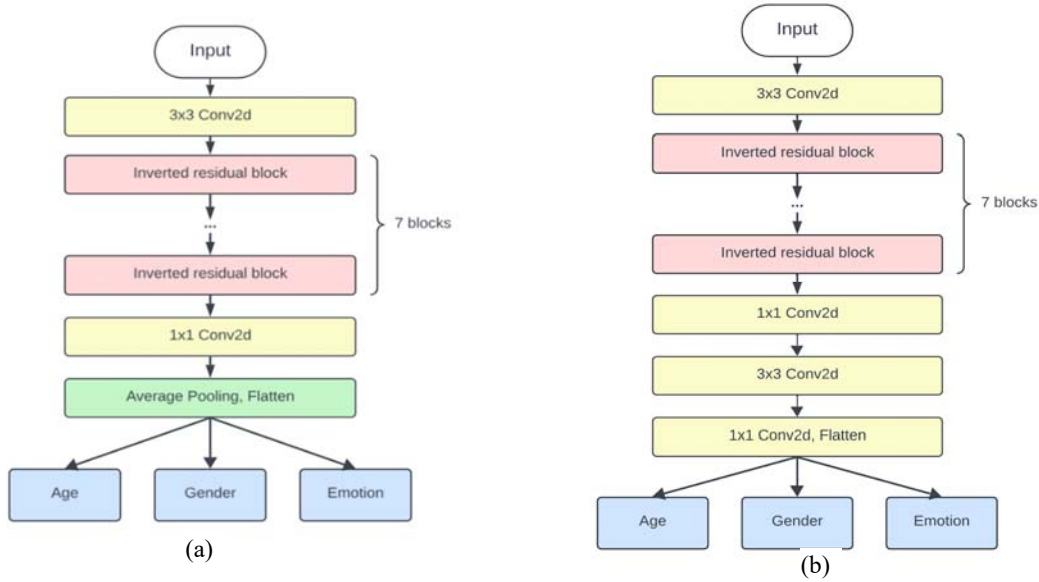 Input
3x3 Conv2d
Inverted residual block
...
Inverted residual block
7 blocks
1x1 Conv2d
Average Pooling, Flatten
Age
Gender
Emotion
(a)
Input
3x3 Conv2d
Inverted residual block
...
Inverted residual block
7 blocks
1x1 Conv2d
3x3 Conv2d
1x1 Conv2d, Flatten
Age
Gender
Emotion
(b)